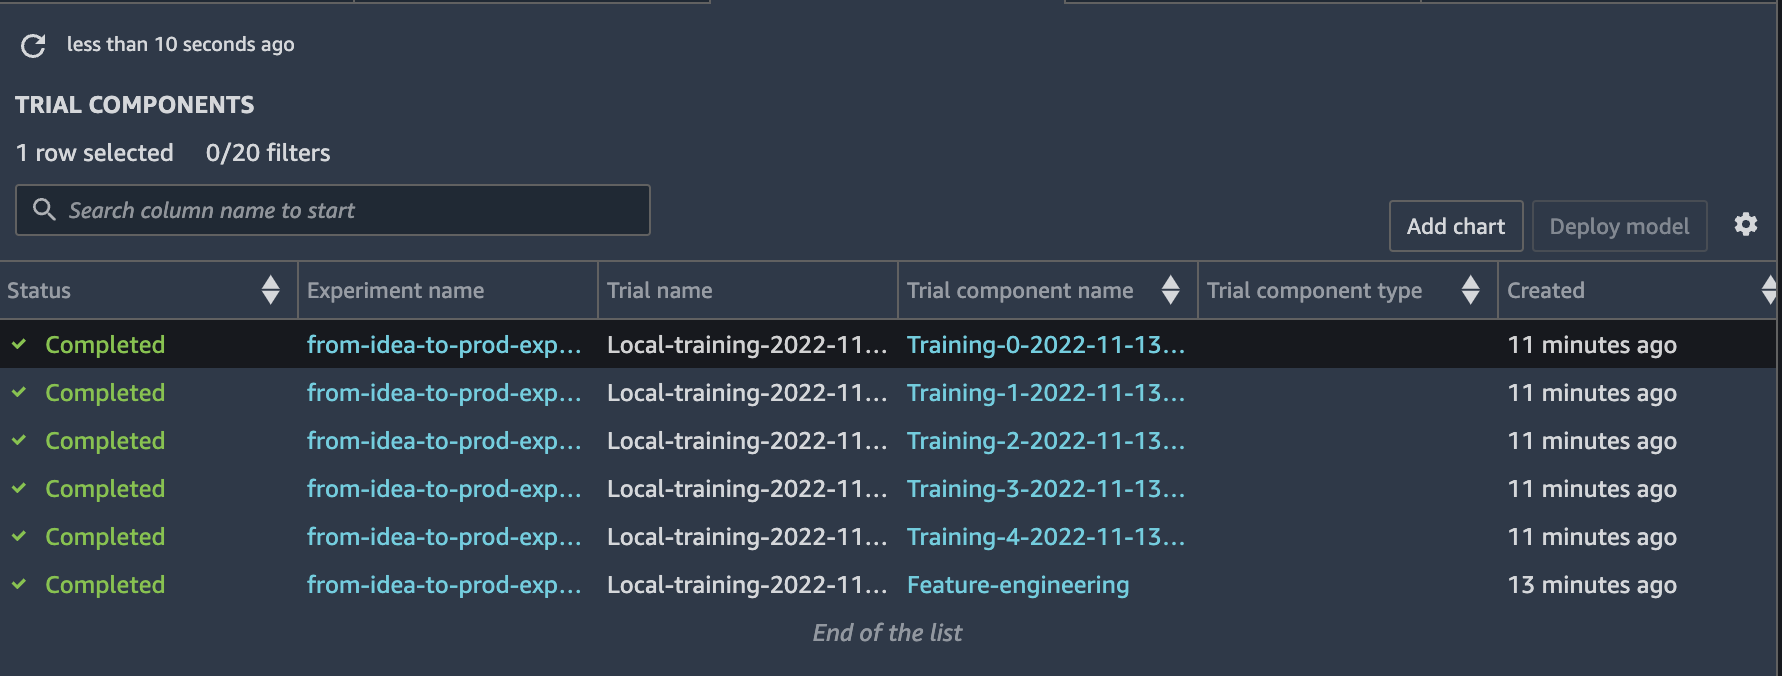 less than 10 seconds ago
TRIAL COMPONENTS
1 row selected 0/20 filters
Search column name to start
Add chart Deploy model
Status Experiment name Trial name Trial component name Trial component type Created
Completed from-idea-to-prod-exp... Local-training-2022-11... Training-0-2022-11-13... 11 minutes ago
Completed from-idea-to-prod-exp... Local-training-2022-11... Training-1-2022-11-13... 11 minutes ago
Completed from-idea-to-prod-exp... Local-training-2022-11... Training-2-2022-11-13... 11 minutes ago
Completed from-idea-to-prod-exp... Local-training-2022-11... Training-3-2022-11-13... 11 minutes ago
Completed from-idea-to-prod-exp... Local-training-2022-11... Training-4-2022-11-13... 11 minutes ago
Completed from-idea-to-prod-exp... Local-training-2022-11... Feature-engineering 13 minutes ago
End of the list